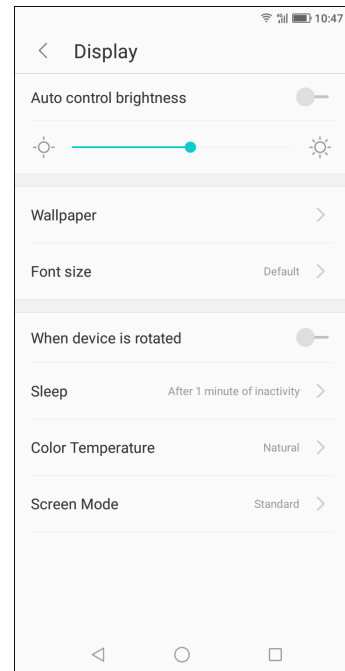 10:47
Display
Auto control brightness
Wallpaper
Font size Default
When device is rotated
Sleep After 1 minute of inactivity
Color Temperature Natural
Screen Mode Standard